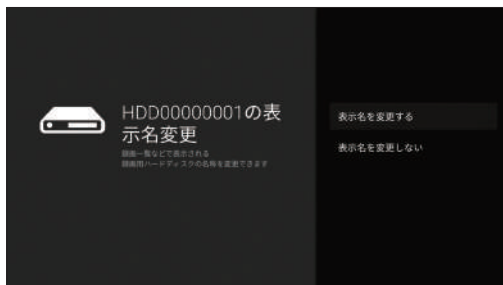 HDD00000001の表
示名変更
録画一覧などで表示される
録画用ハードディスクの名称を変更できます
表示名を変更する
表示名を変更しない